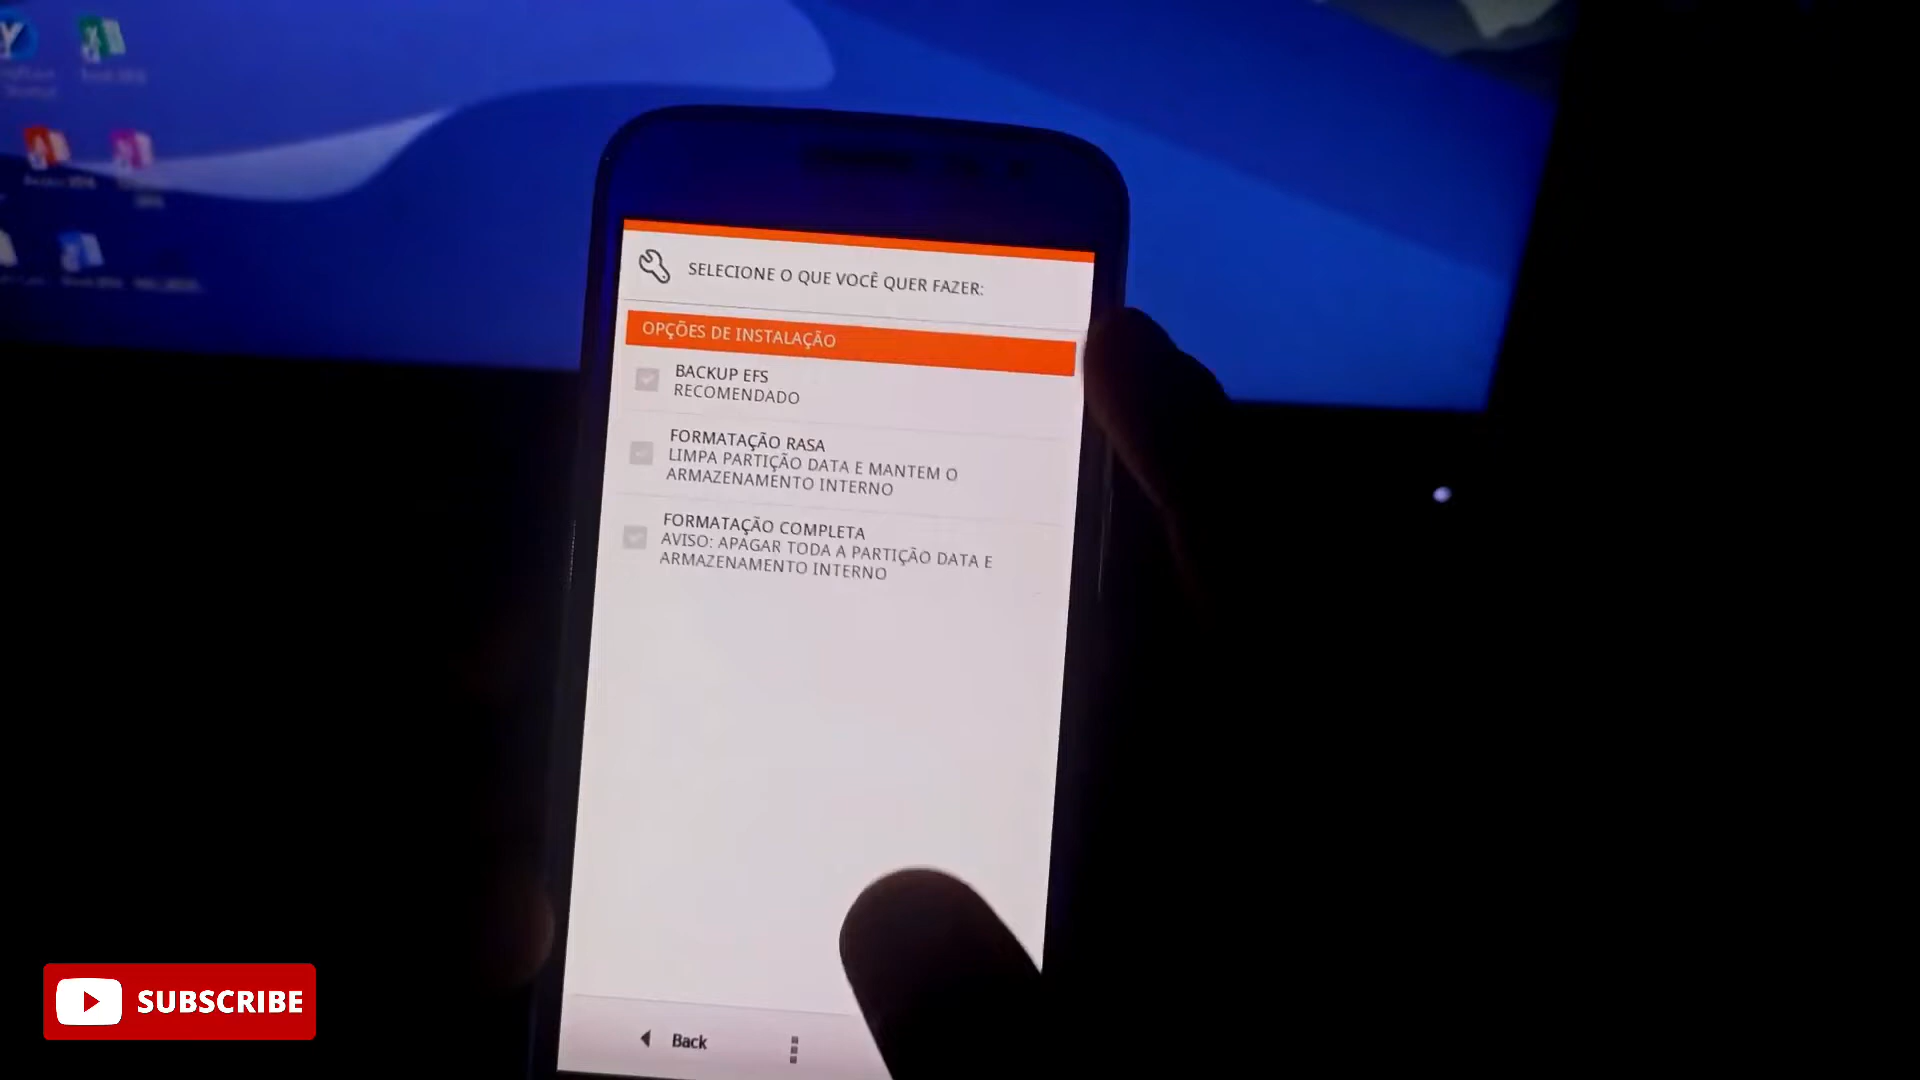 SELECIONE O QUE VOCÊ QUER FAZER:
OPÇÕES DE INSTALAÇÃO
BACKUP EFS
RECOMENDADO
FORMATAÇÃO RASA
LIMPA PARTIÇÃO DATA E MANTEM O
ARMAZENAMENTO INTERNO
FORMATAÇÃO COMPLETA
AVISO: APAGAR TODA A PARTIÇÃO DATA E
ARMAZENAMENTO INTERNO
Back
SUBSCRIBE